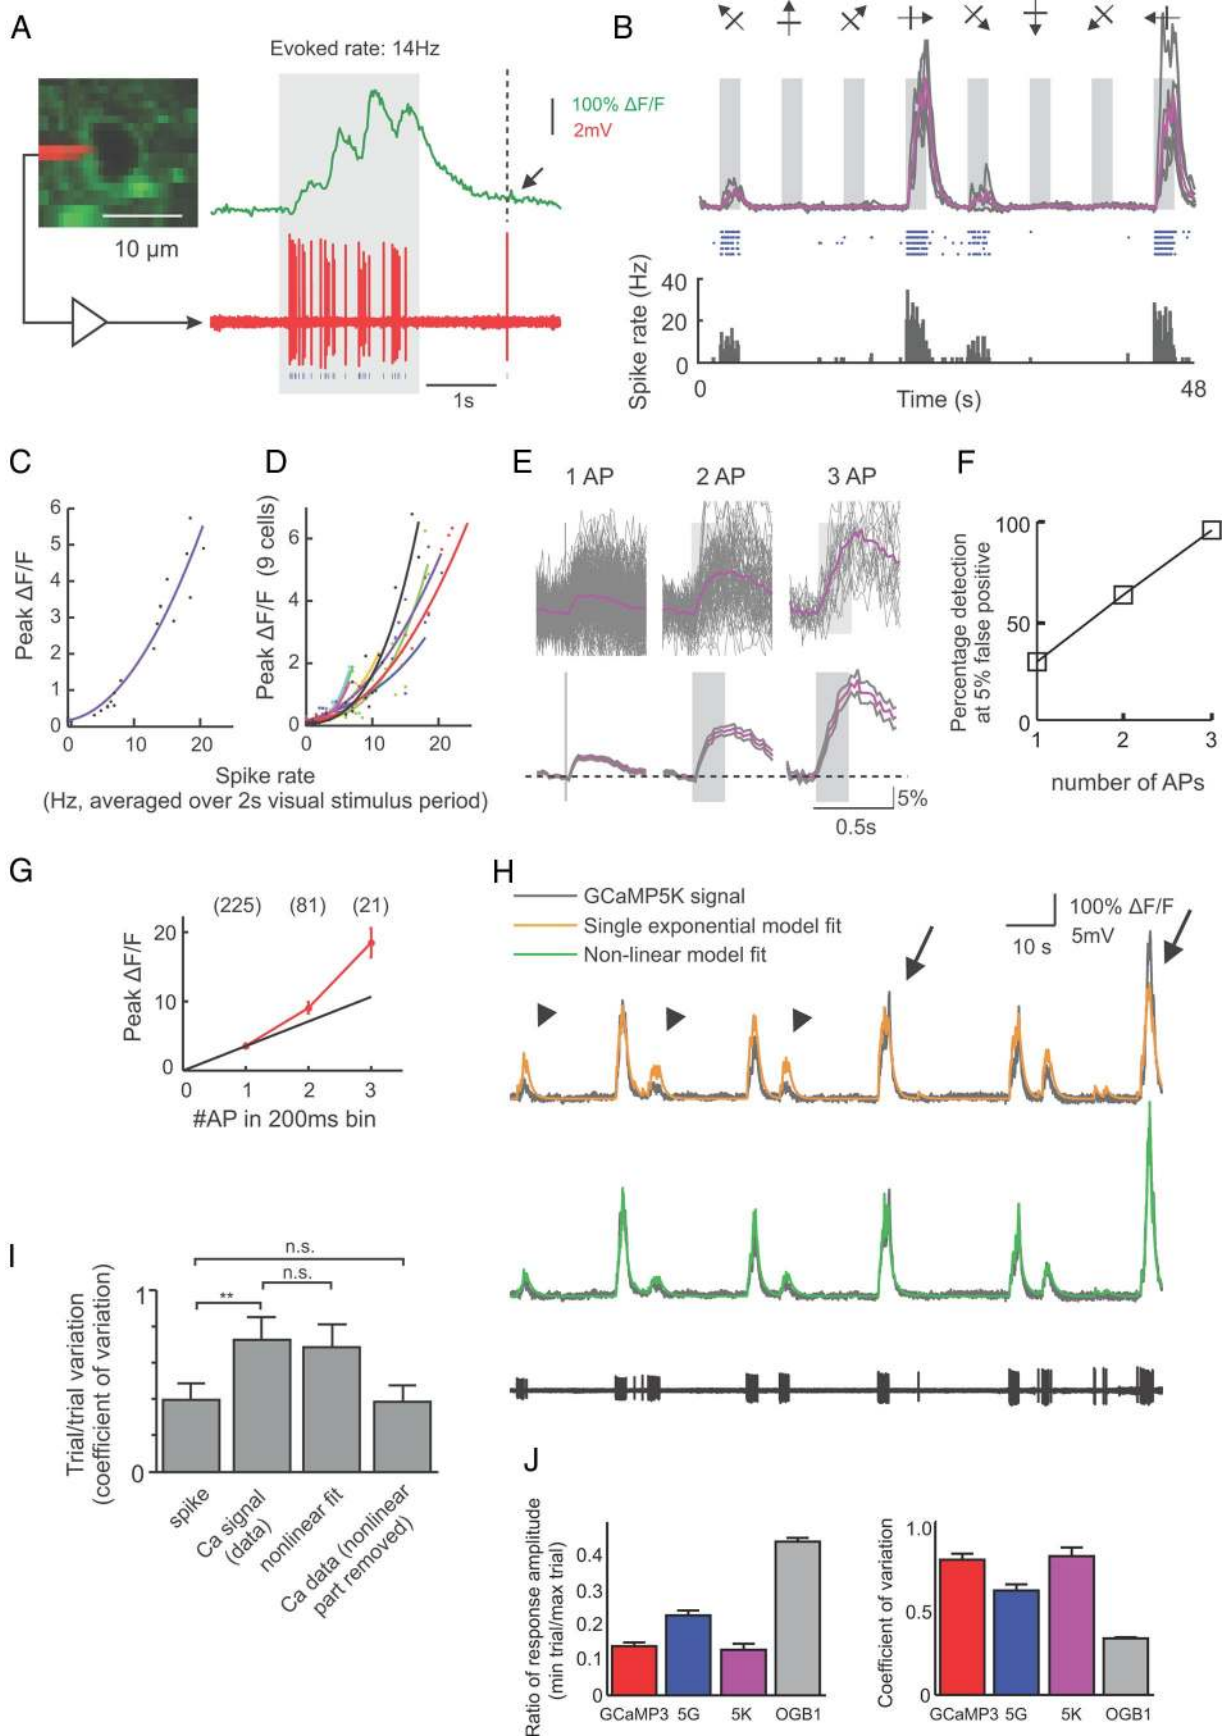 A
Evoked rate: 14Hz
100% ΔF/F
2mV
10 μm
1s
B
Spike rate (Hz)
40
20
0
0
48
Time (s)
C
Peak ΔF/F
6
5
4
3
2
1
0
0
10
20
D
Peak ΔF/F (9 cells)
6
4
2
0
0
10
20
Spike rate
(Hz, averaged over 2s visual stimulus period)
E
1 AP
2 AP
3 AP
5%
0.5s
F
Percentage detection
at 5% false positive
100
50
0
1
2
3
number of APs
G
(225)
(81)
(21)
Peak ΔF/F
20
10
0
0
1
2
3
#AP in 200ms bin
H
GCaMP5K signal
Single exponential model fit
Non-linear model fit
100% ΔF/F
5mV
10 s
I
n.s.
n.s.
**
Trial/trial variation
(coefficient of variation)
1
0
spike
Ca signal
(data)
nonlinear fit
Ca data (nonlinear
part removed)
J
Ratio of response amplitude
(min trial/max trial)
0.4
0.3
0.2
0.1
0
GCaMP3 5G 5K OGB1
Coefficient of variation
1.0
0.5
0
GCaMP3 5G 5K OGB1